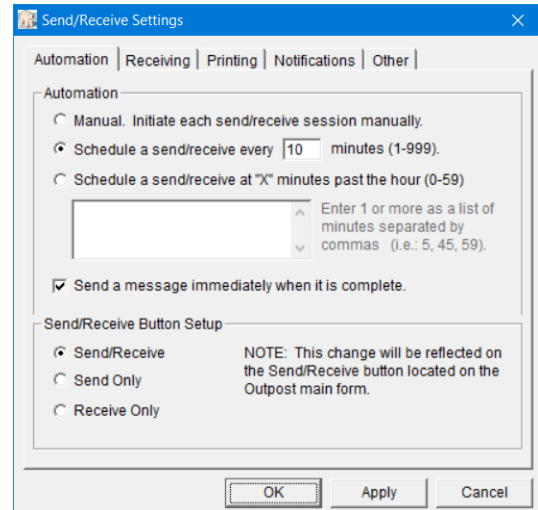 Send/Receive Settings
Automation Receiving Printing Notifications Other
Automation
Manual. Initiate each send/receive session manually.
Schedule a send/receive every 10 minutes (1-999).
Schedule a send/receive at "X" minutes past the hour (0-59)
Enter 1 or more as a list of
minutes separated by
commas (i.e.: 5, 45, 59).
Send a message immediately when it is complete.
Send/Receive Button Setup
Send/Receive
Send Only
Receive Only
NOTE: This change will be reflected on
the Send/Receive button located on the
Outpost main form.
OK Apply Cancel